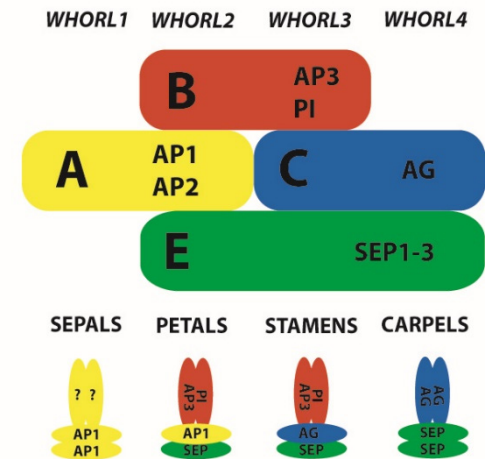 WHORL1 WHORL2 WHORL3 WHORL4
B AP3
PI
A AP1
AP2
C AG
E SEP1-3
SEPALS PETALS STAMENS CARPELS
? ?
AP1
AP1
AP3 PI
AP1
SEP
AP3 PI
AG
SEP
AG AG
SEP
SEP